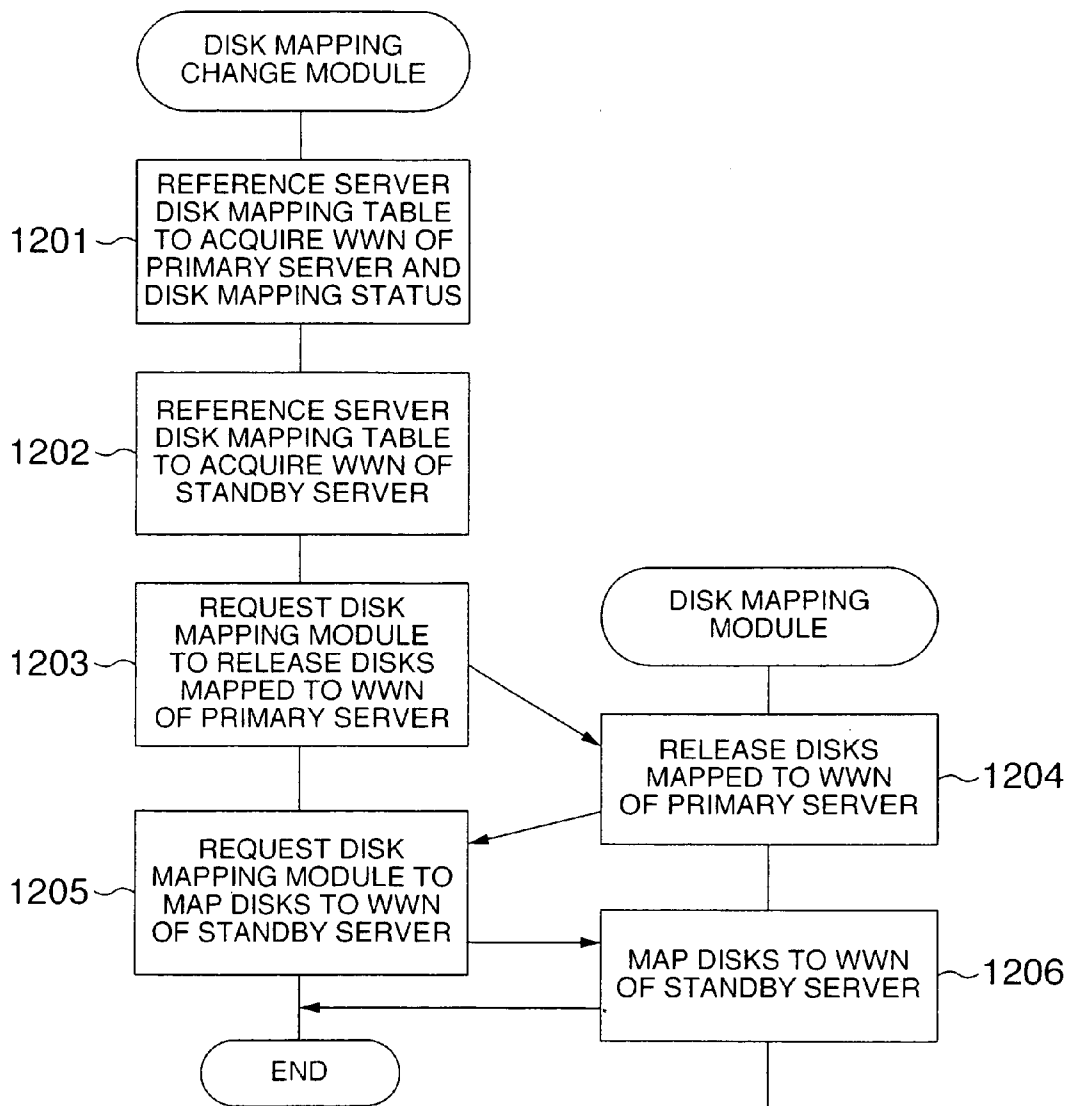 DISK MAPPING
CHANGE MODULE
REFERENCE SERVER
DISK MAPPING TABLE
TO ACQUIRE WWN OF
PRIMARY SERVER AND
DISK MAPPING STATUS
1201
REFERENCE SERVER
DISK MAPPING TABLE
TO ACQUIRE WWN OF
STANDBY SERVER
1202
REQUEST DISK
MAPPING MODULE
TO RELEASE DISKS
MAPPED TO WWN
OF PRIMARY SERVER
1203
DISK MAPPING
MODULE
RELEASE DISKS
MAPPED TO WWN
OF PRIMARY SERVER
1204
REQUEST DISK
MAPPING MODULE TO
MAP DISKS TO WWN
OF STANDBY SERVER
1205
MAP DISKS TO WWN
OF STANDBY SERVER
1206
END